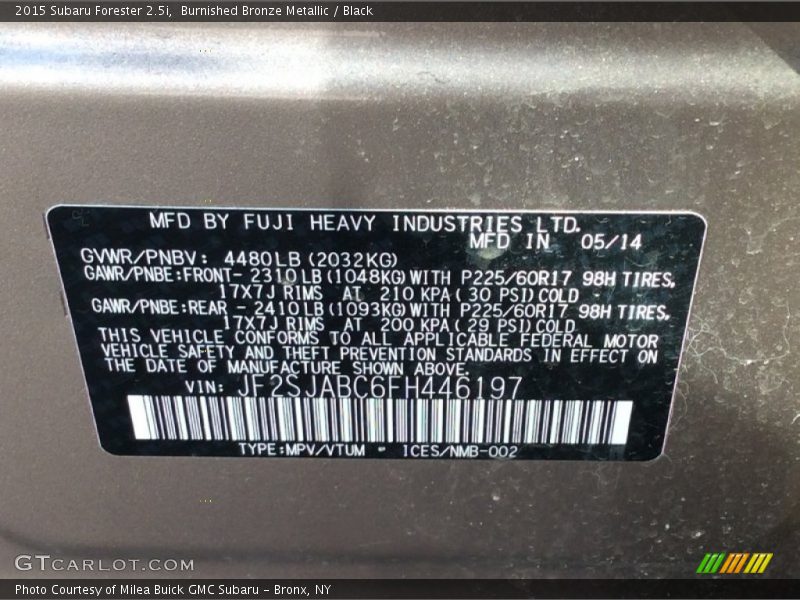 2015 Subaru Forester 2.5i,  Burnished Bronze Metallic / Black
MFD BY FUJI HEAVY INDUSTRIES LTD.
MFD IN 05/14
GVWR/PNBV: 4480LB (2032KG)
GAWR/PNBE:FRONT- 2310LB (1048KG) WITH P225/60R17 98H TIRES,
17X7J RIMS AT 210 KPA( 30 PSI) COLD
GAWR/PNBE:REAR - 2410LB (1093KG) WITH P225/60R17 98H TIRES,
17X7J RIMS AT 200 KPA( 29 PSI) COLD
THIS VEHICLE CONFORMS TO ALL APPLICABLE FEDERAL MOTOR
VEHICLE SAFETY AND THEFT PREVENTION STANDARDS IN EFFECT ON
THE DATE OF MANUFACTURE SHOWN ABOVE.
VIN: JF2SJABC6FH446197
TYPE:MPV/VTUM - ICES/NMB-002
GTCARLOT.COM
Photo Courtesy of Milea Buick GMC Subaru - Bronx, NY